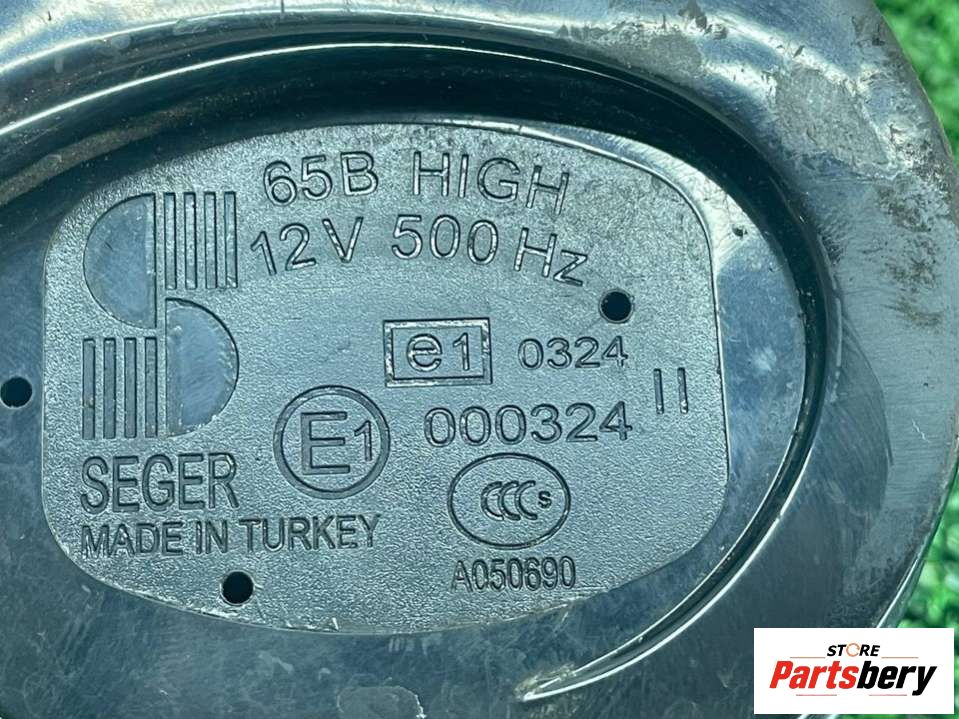 65B HIGH
12V 500Hz
e1 0324
II
E1 000324
SEGER
CCC S
MADE IN TURKEY
A050690
STORE
Partsbery